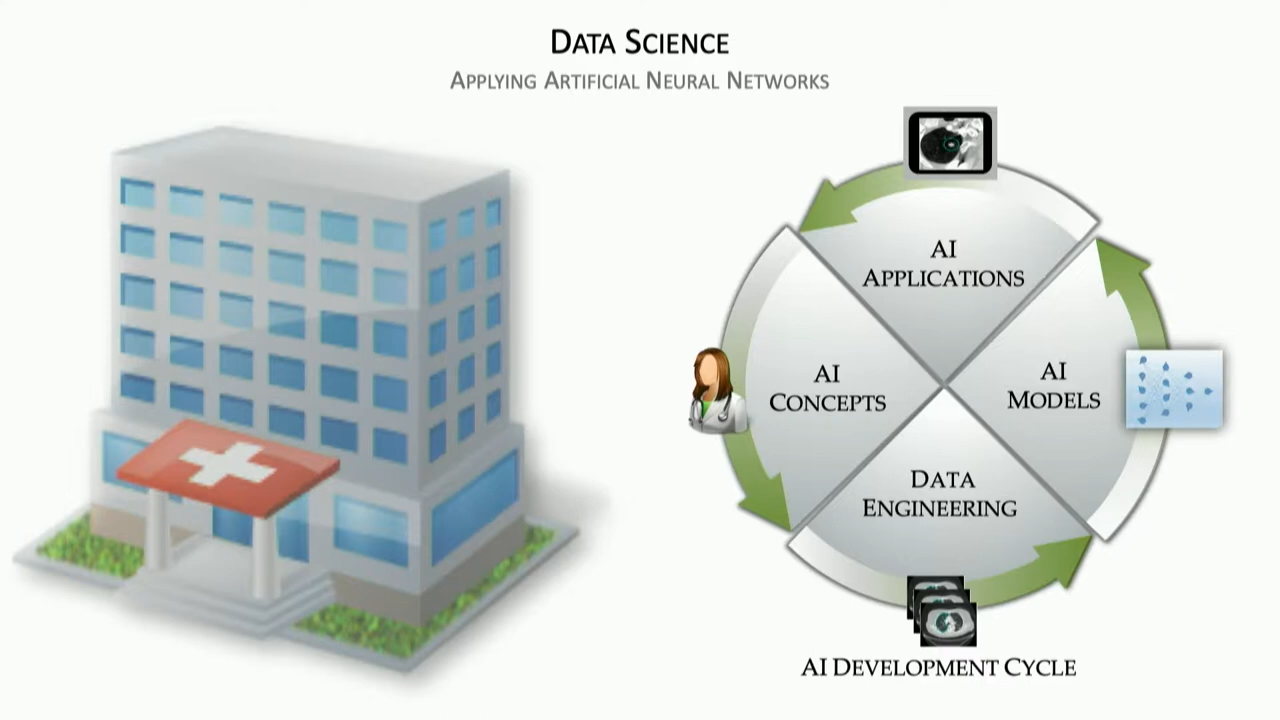 DATA SCIENCE
APPLYING ARTIFICIAL NEURAL NETWORKS
AI
APPLICATIONS
AI
CONCEPTS
AI
MODELS
DATA
ENGINEERING
AI DEVELOPMENT CYCLE